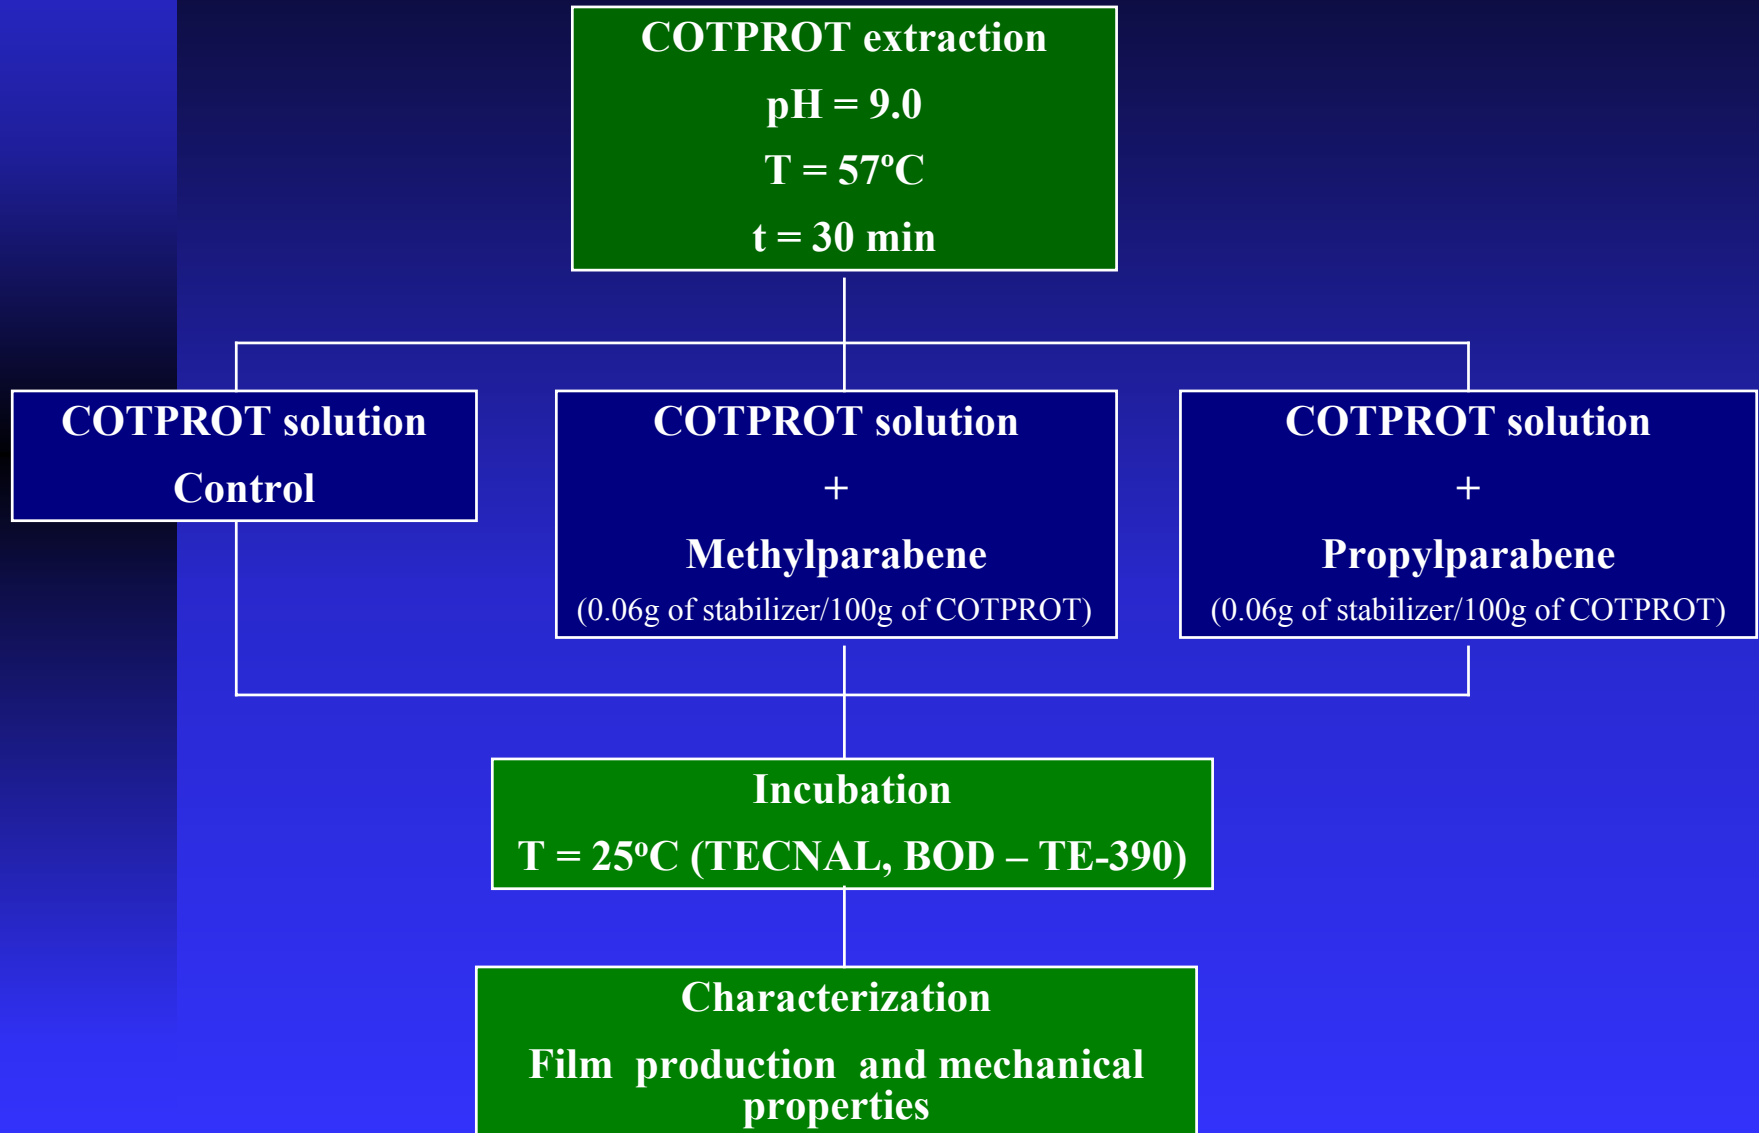 COTPROT extraction
pH = 9.0
T = 57ºC
t = 30 min
COTPROT solution
Control
COTPROT solution
+
Methylparabene
(0.06g of stabilizer/100g of COTPROT)
COTPROT solution
+
Propylparabene
(0.06g of stabilizer/100g of COTPROT)
Incubation
T = 25ºC (TECNAL, BOD – TE-390)
Characterization
Film production and mechanical
properties